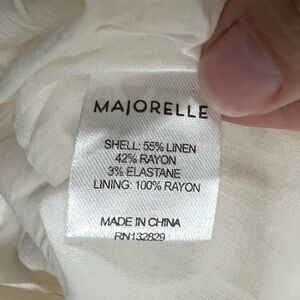 MAJORELLE
SHELL: 55% LINEN
42% RAYON
3% ELASTANE
LINING: 100% RAYON
MADE IN CHINA
RN132829